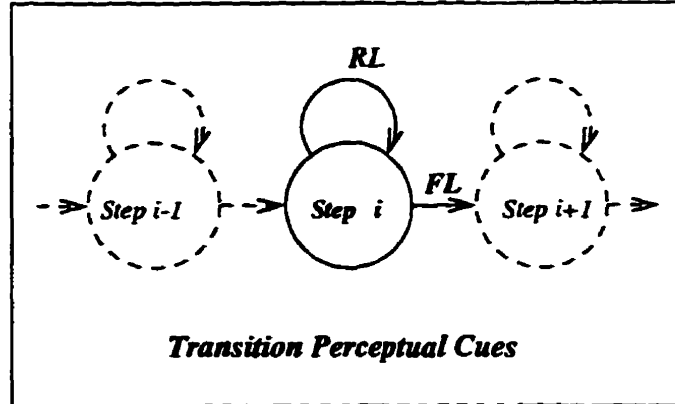 RL
FL
Step i-1
Step i
Step i+1
Transition Perceptual Cues